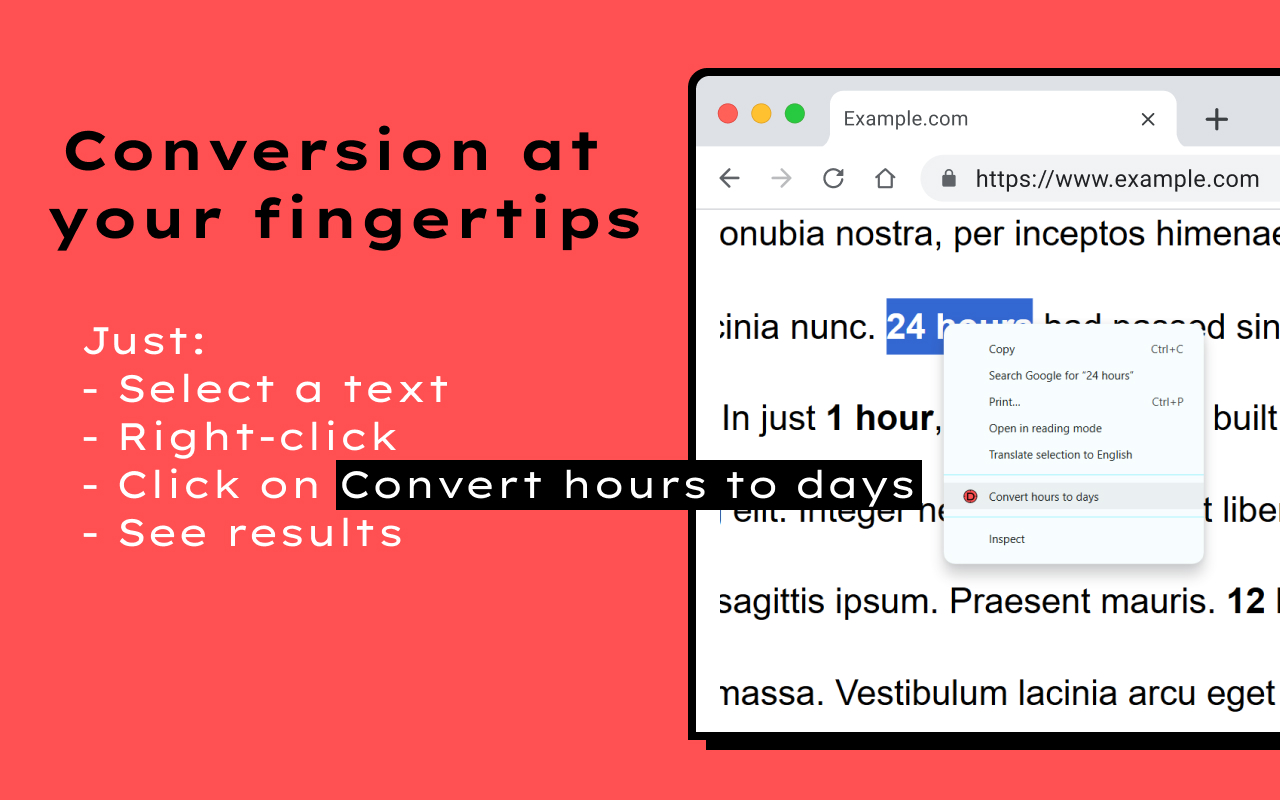 Conversion at
your fingertips
Just:
- Select a text
- Right-click
- Click on Convert hours to days
- See results
Example.com
https://www.example.com
onubia nostra, per inceptos himenae
cinia nunc. 24 hours had passed sin
In just 1 hour, built
elit. Integer ne t liber
sagittis ipsum. Praesent mauris. 12
massa. Vestibulum lacinia arcu eget
Copy Ctrl+C
Search Google for “24 hours”
Print... Ctrl+P
Open in reading mode
Translate selection to English
Convert hours to days
Inspect